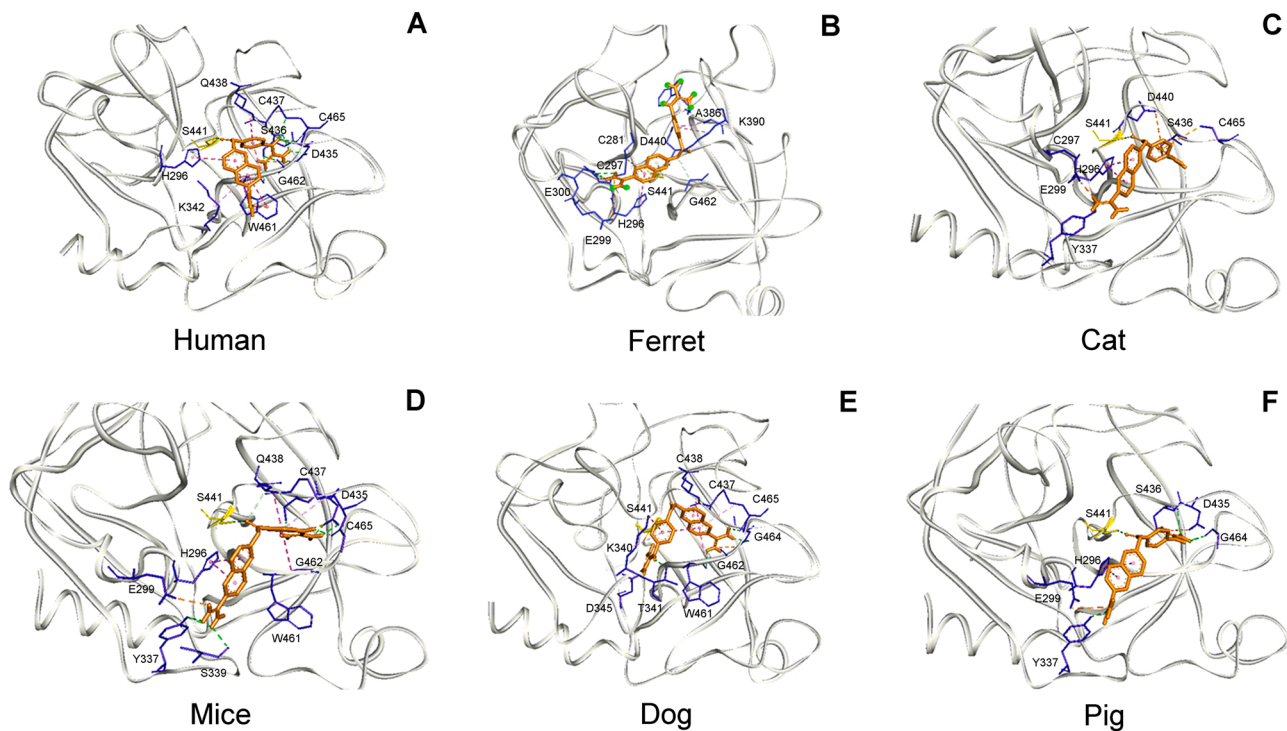 A
Q438
C437
C465
S441
S436
D435
H296
G462
K342
W461
Human
B
A386
K390
C281
D440
C297
E300
S441
G462
H296
E299
Ferret
C
D440
S441
S436
C465
C297
H296
E299
Y337
Cat
D
Q438
C437
D435
S441
C465
H296
G462
E299
W461
Y337
S339
Mice
E
C438
C437
C465
S441
G464
K340
G462
D345
T341
W461
Dog
F
S436
D435
S441
G464
H296
E299
Y337
Pig